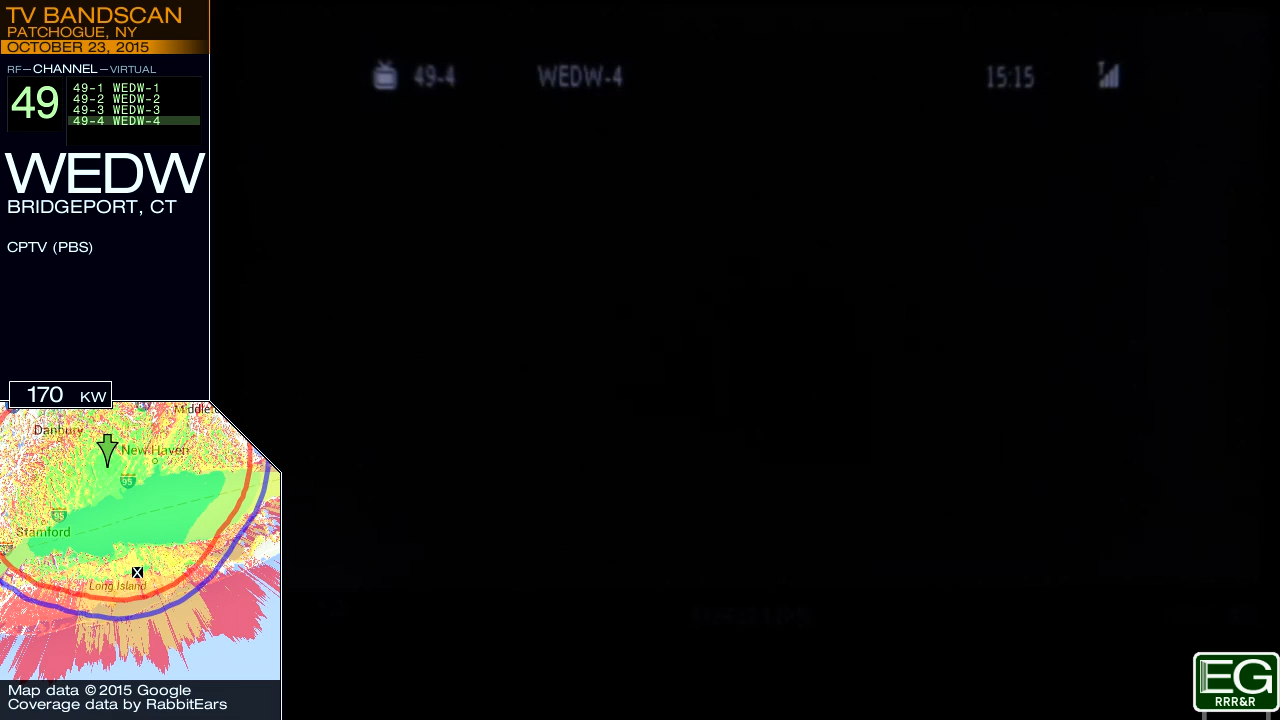 TV BANDSCAN
PATCHOGUE, NY
OCTOBER 23, 2015
RF—CHANNEL—VIRTUAL
49
49-1 WEDW-1
49-2 WEDW-2
49-3 WEDW-3
49-4 WEDW-4
WEDW
BRIDGEPORT, CT
CPTV (PBS)
170 KW
49-4 WEDW-4 15:15
Danbury
New Haven
95
95
Stamford
Long Island
Map data ©2015 Google
Coverage data by RabbitEars
EG
RRR&R